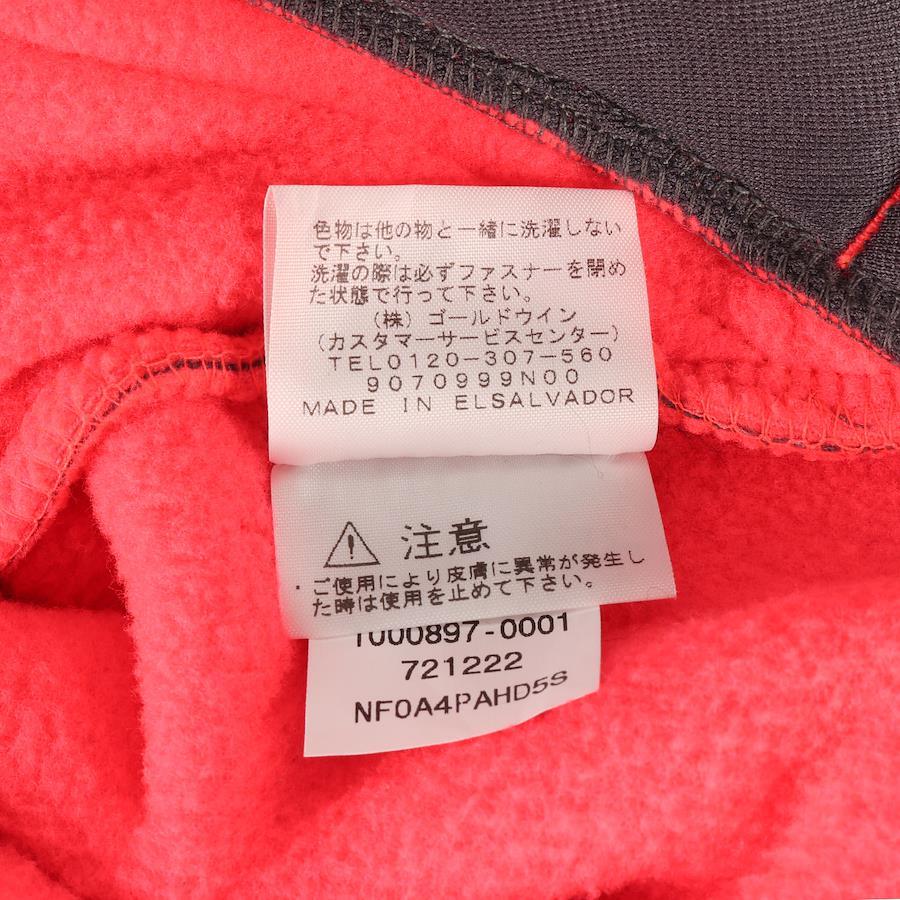 色物は他の物と一緒に洗濯しない
で下さい。
洗濯の際は必ずファスナーを閉め
た状態で行って下さい。
(株) ゴールドウイン
(カスタマーサービスセンター)
TEL0120-307-560
9070999N00
MADE IN ELSALVADOR
注意
・ご使用により皮膚に異常が発生し
た時は使用を止めて下さい。
1000897-0001
721222
NF0A4PAHD5S